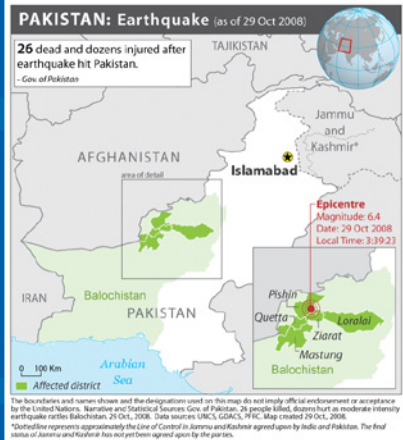 PAKISTAN: Earthquake (as of 29 Oct 2008)
26 dead and dozens injured after
earthquake hit Pakistan.
- Gov. of Pakistan
TAJIKISTAN
Jammu
and
Kashmir*
AFGHANISTAN
Islamabad
area of detail
Epicentre
Magnitude: 6.4
Date: 29 Oct 2008
Local Time: 3:39:23
IRAN
Balochistan
PAKISTAN
Pishin
Quetta
Loralai
Ziarat
Mastung
Balochistan
0 100 Km
Arabian
Sea
Affected district
The boundaries and names shown and the designations used on this map do not imply official endorsement or acceptance
by the United Nations. Narrative and Statistical Sources: Gov. of Pakistan. 26 people killed, dozens hurt as moderate intensity
earthquake rattles Balochistan. 25 Oct., 2008. Data sources: UNCS, GDACS, PFRC. Map created 29 Oct, 2008.
*Dotted line represents approximately the Line of Control in Jammu and Kashmir agreed upon by India and Pakistan. The final
status of Jammu and Kashmir has not yet been agreed upon by the parties.